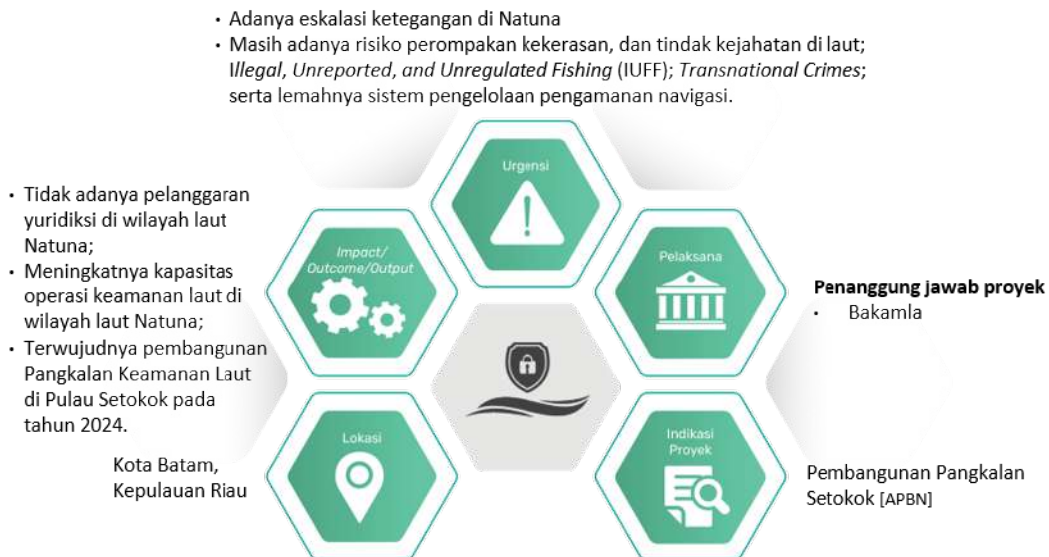 • Adanya eskalasi ketegangan di Natuna
• Masih adanya risiko perompakan kekerasan, dan tindak kejahatan di laut;
Illegal, Unreported, and Unregulated Fishing (IUFF); Transnational Crimes;
serta lemahnya sistem pengelolaan pengamanan navigasi.
Urgensi
• Tidak adanya pelanggaran
yuridiksi di wilayah laut
Natuna;
• Meningkatnya kapasitas
operasi keamanan laut di
wilayah laut Natuna;
• Terwujudnya pembangunan
Pangkalan Keamanan Laut
di Pulau Setokok pada
tahun 2024.
Impact/
Outcome/Output
Pelaksana
Penanggung jawab proyek
• Bakamla
Kota Batam,
Kepulauan Riau
Lokasi
Indikasi
Proyek
Pembangunan Pangkalan
Setokok [APBN]